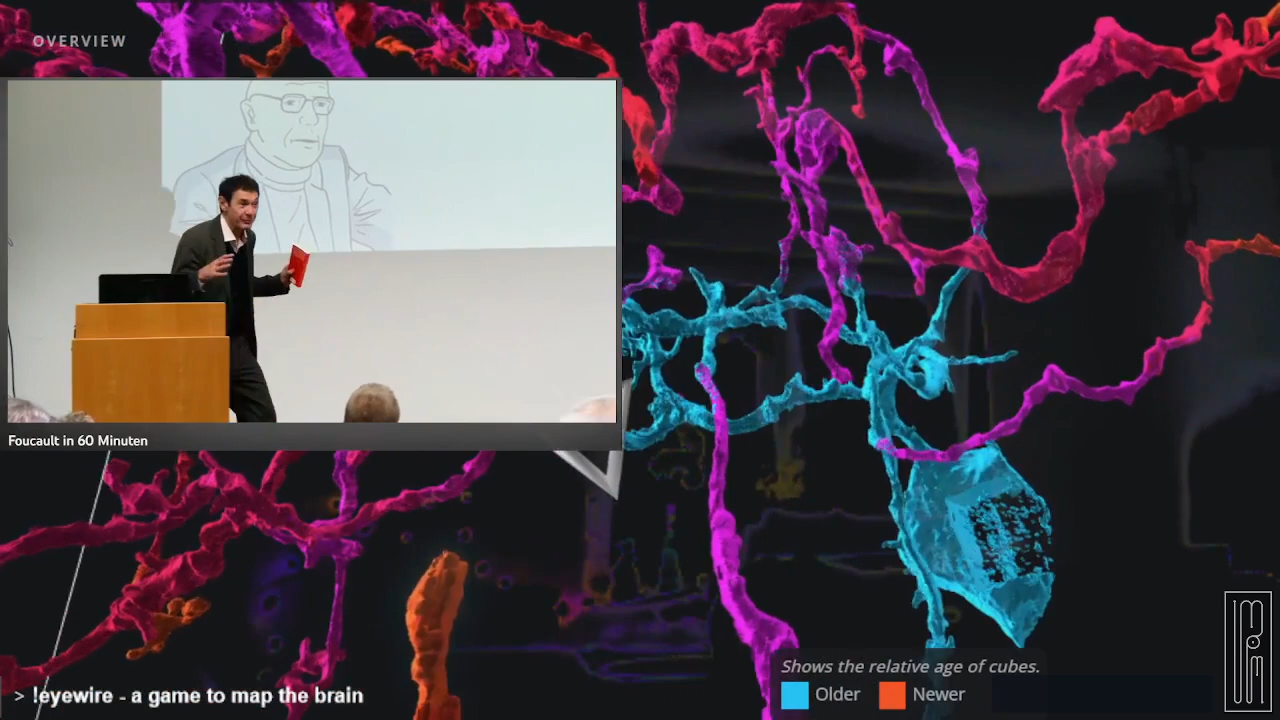 OVERVIEW
Foucault in 60 Minuten
> !eyewire - a game to map the brain
Shows the relative age of cubes.
Older Newer